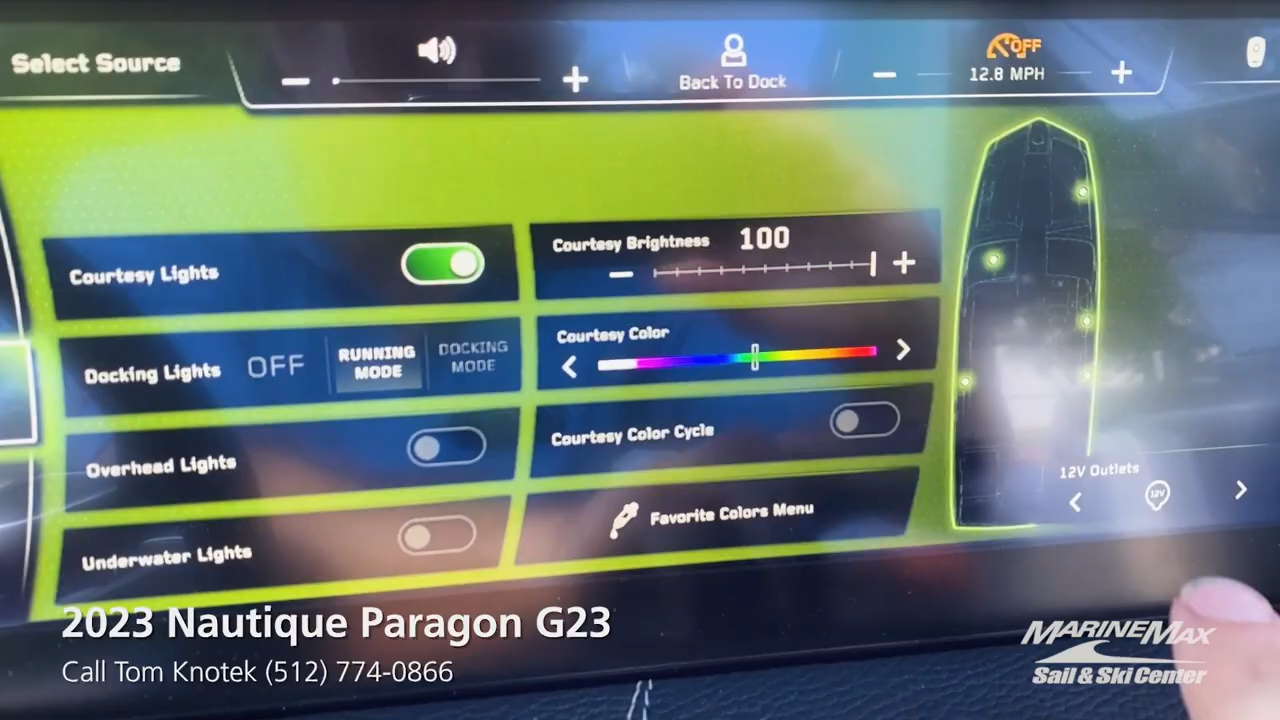 Select Source
Back To Dock
OFF
12.8 MPH
Courtesy Lights
Courtesy Brightness 100
Courtesy Color
Docking Lights OFF RUNNING MODE DOCKING MODE
Courtesy Color Cycle
Overhead Lights
12V Outlets
12V
Favorite Colors Menu
Underwater Lights
2023 Nautique Paragon G23
Call Tom Knotek (512) 774-0866
MARINEMAX
Sail & Ski Center